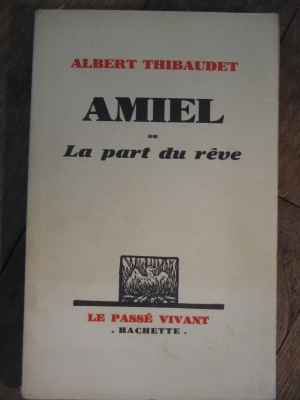 ALBERT THIBAUDET
AMIEL
ou
La part du rêve
LE PASSÉ VIVANT
. HACHETTE .